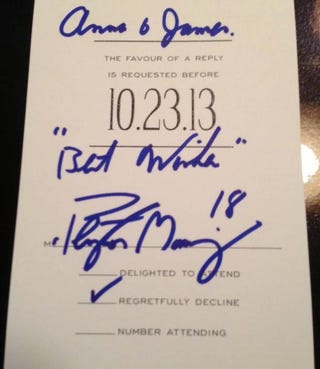 Anna & James.
THE FAVOUR OF A REPLY
IS REQUESTED BEFORE
10.23.13
"Best Wishes"
Peyton Manning 18
M
DELIGHTED TO ATTEND
✓ REGRETFULLY DECLINE
NUMBER ATTENDING